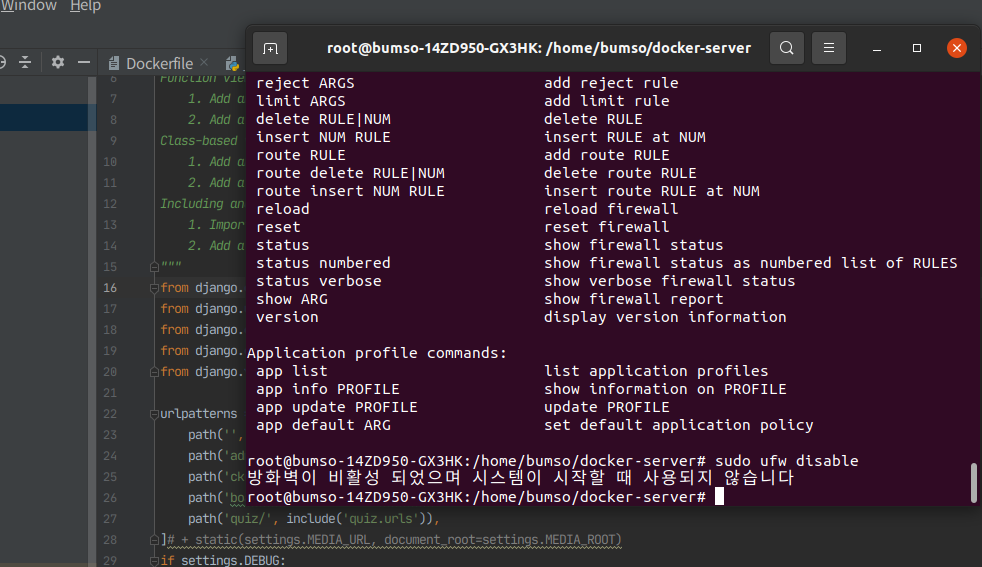 Window Help
root@bumso-14ZD950-GX3HK: /home/bumso/docker-server
Dockerfile
6 Function vie
7 1. Add a
8 2. Add a
9 Class-based
10 1. Add a
11 2. Add a
12 Including an
13 1. Impor
14 2. Add a
15 """
16 from django.
17 from django.
18 from django.
19 from django.
20 from django.
21
22 urlpatterns
23 path('',
24 path('ad
25 path('ck
26 path('bo
27 path('quiz/', include('quiz.urls')),
28 ]# + static(settings.MEDIA_URL, document_root=settings.MEDIA_ROOT)
29 if settings.DEBUG:
reject ARGS add reject rule
limit ARGS add limit rule
delete RULE|NUM delete RULE
insert NUM RULE insert RULE at NUM
route RULE add route RULE
route delete RULE|NUM delete route RULE
route insert NUM RULE insert route RULE at NUM
reload reload firewall
reset reset firewall
status show firewall status
status numbered show firewall status as numbered list of RULES
status verbose show verbose firewall status
show ARG show firewall report
version display version information
Application profile commands:
app list list application profiles
app info PROFILE show information on PROFILE
app update PROFILE update PROFILE
app default ARG set default application policy
root@bumso-14ZD950-GX3HK:/home/bumso/docker-server# sudo ufw disable
방화벽이 비활성 되었으며 시스템이 시작할 때 사용되지 않습니다
root@bumso-14ZD950-GX3HK:/home/bumso/docker-server#